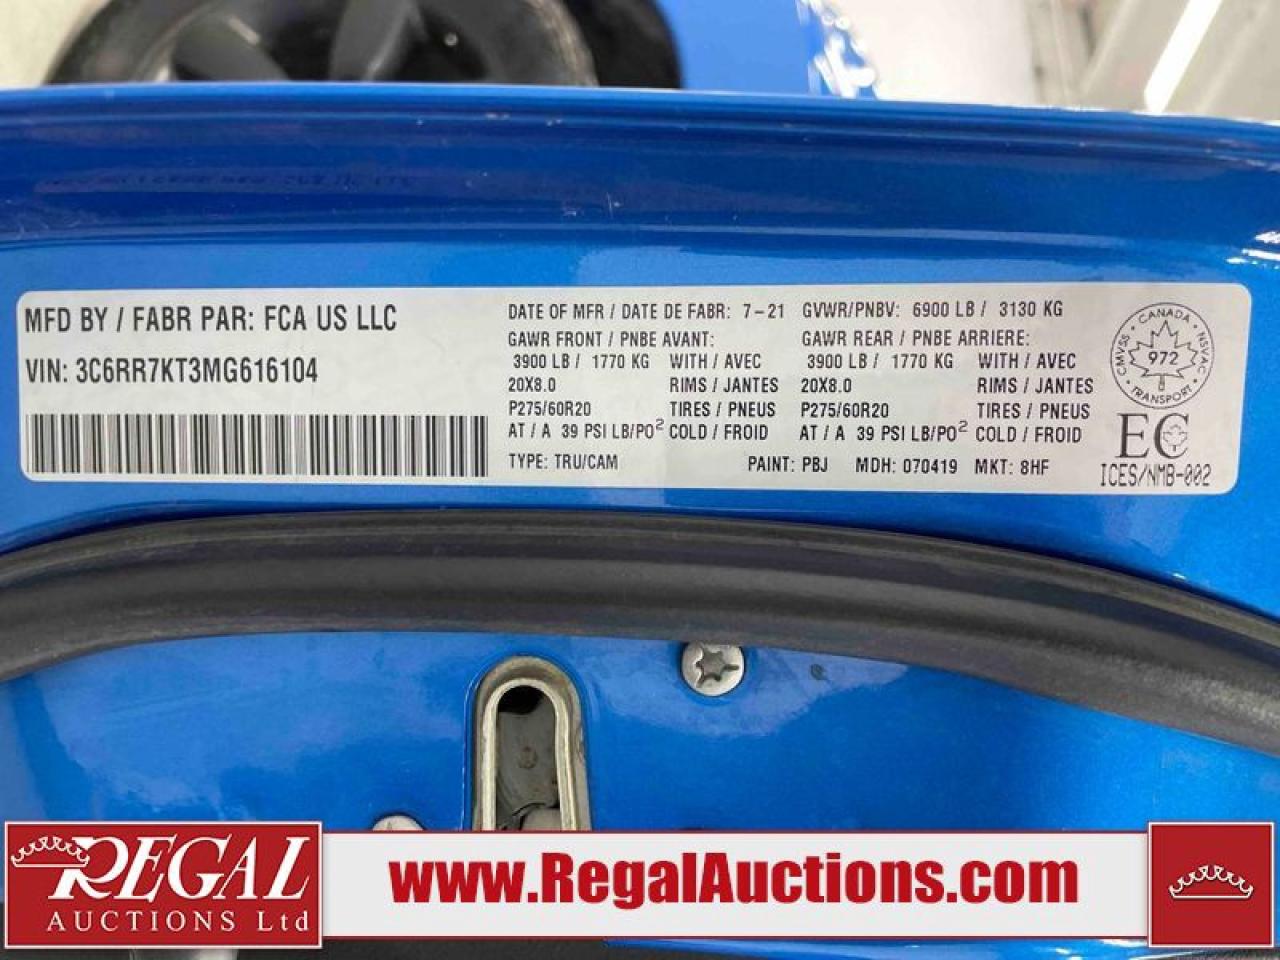 MFD BY / FABR PAR: FCA US LLC
VIN: 3C6RR7KT3MG616104
DATE OF MFR / DATE DE FABR: 7-21
GVWR/PNBV: 6900 LB / 3130 KG
GAWR FRONT / PNBE AVANT:
3900 LB / 1770 KG WITH / AVEC
20X8.0 RIMS / JANTES
P275/60R20 TIRES / PNEUS
AT / A 39 PSI LB/PO² COLD / FROID
GAWR REAR / PNBE ARRIERE:
3900 LB / 1770 KG WITH / AVEC
20X8.0 RIMS / JANTES
P275/60R20 TIRES / PNEUS
AT / A 39 PSI LB/PO² COLD / FROID
TYPE: TRU/CAM PAINT: PBJ MDH: 070419 MKT: 8HF
CANADA
CMVSS 972 NSVAC
TRANSPORT
EC
ICES/NMB-002
REGAL
AUCTIONS Ltd
www.RegalAuctions.com